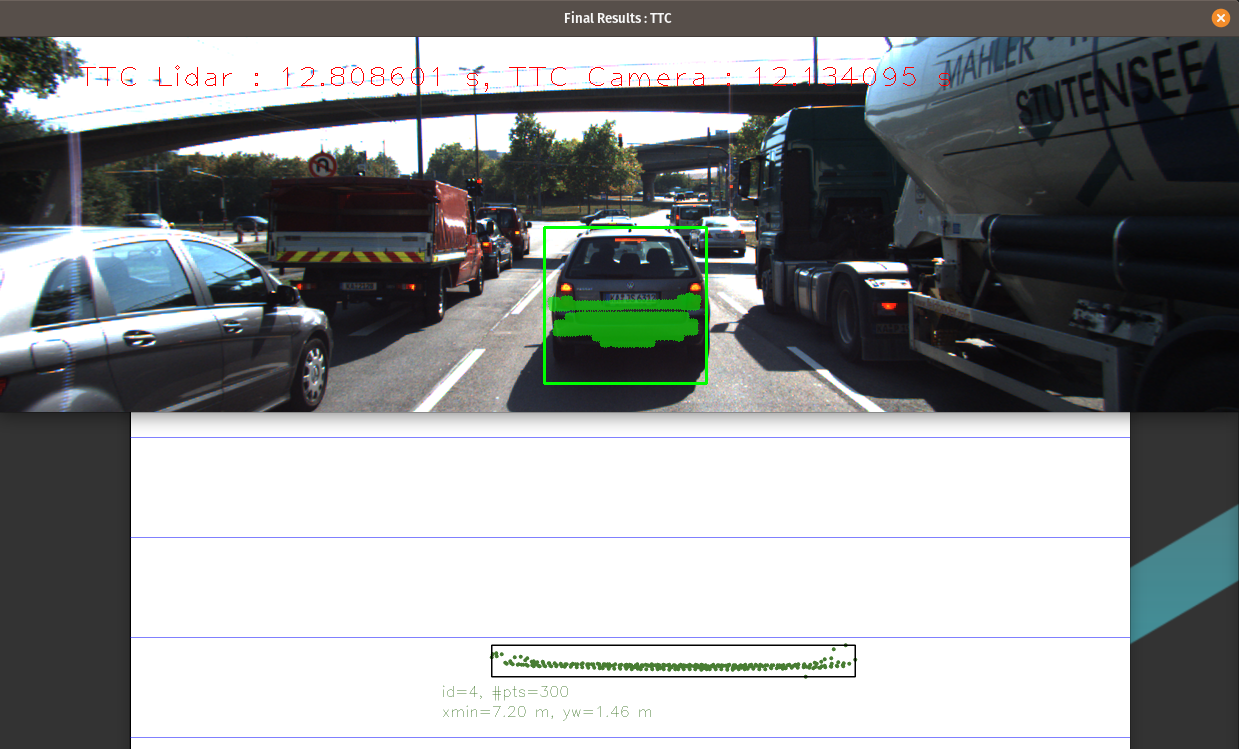 Final Results : TTC
TTC Lidar : 12.808601 s, TTC Camera : 12.134095 s
MAHLER
STUTENSEE
id=4, #pts=300
xmin=7.20 m, yw=1.46 m